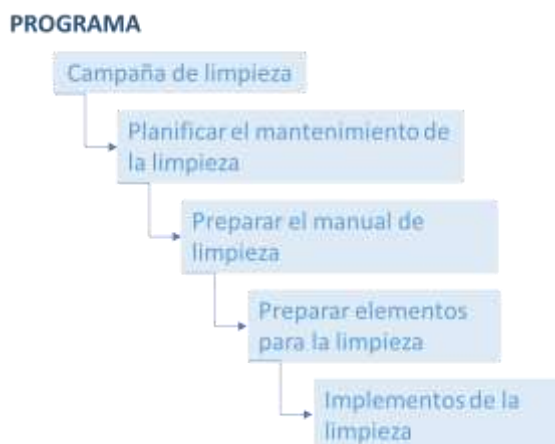 PROGRAMA
Campaña de limpieza
Planificar el mantenimiento de
la limpieza
Preparar el manual de
limpieza
Preparar elementos
para la limpieza
Implementos de la
limpieza